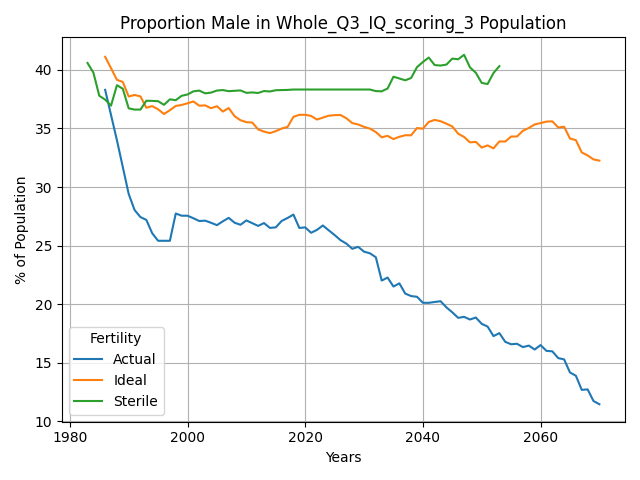 Proportion Male in Whole_Q3_IQ_scoring_3 Population
% of Population
40
35
30
25
20
15
10
Fertility
Actual
Ideal
Sterile
1980
2000
2020
2040
2060
Years